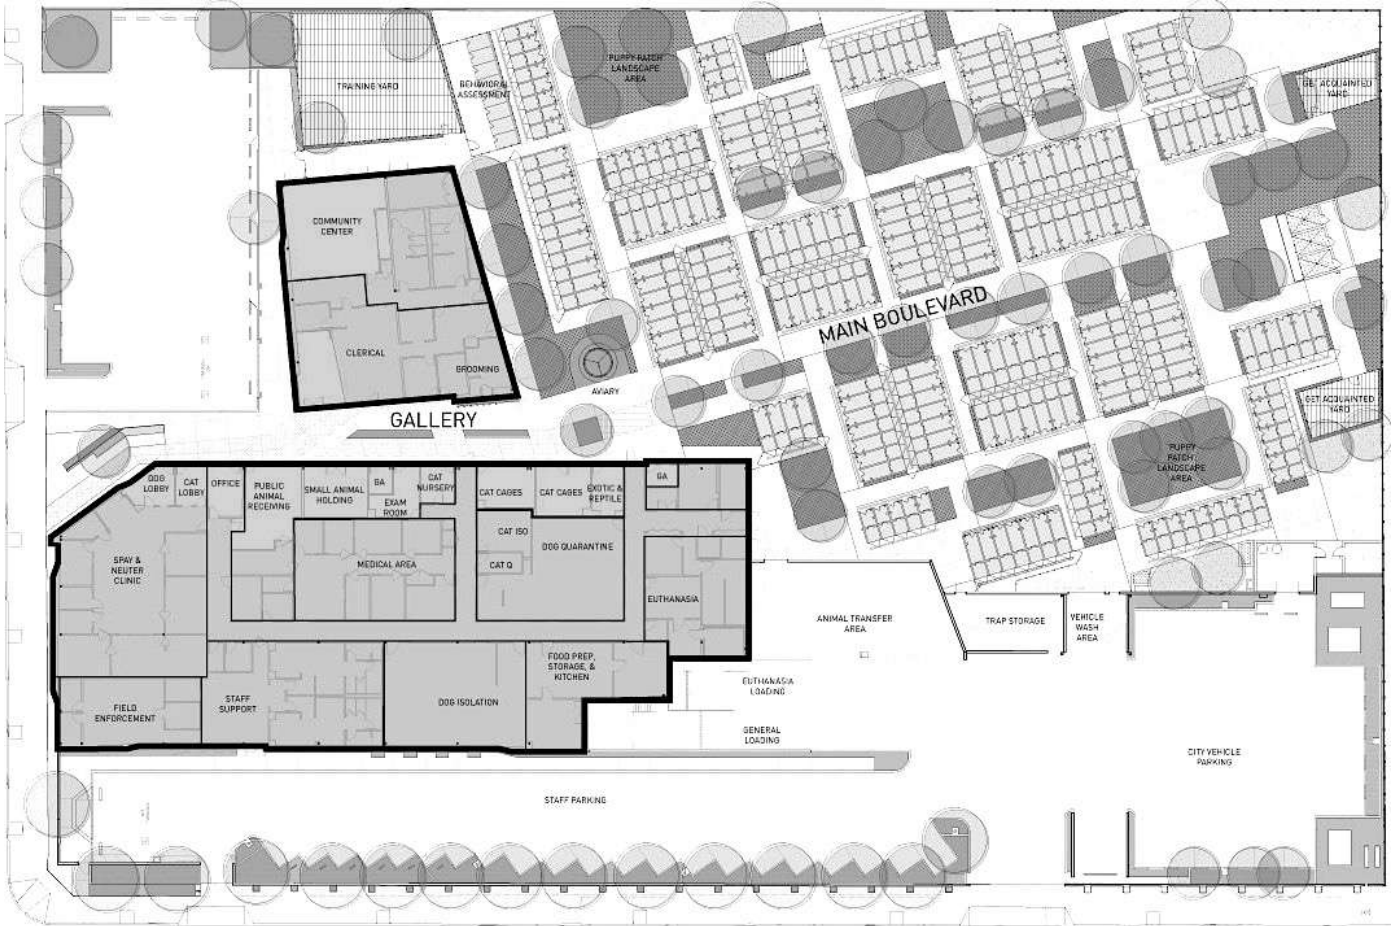 TRAINING YARD
BEHAVIORAL
ASSESSMENT
PUPPY PATCH
LANDSCAPE
AREA
GET ACQUAINTED
YARD
COMMUNITY
CENTER
MAIN BOULEVARD
CLERICAL
GROOMING
AVIARY
GET ACQUAINTED
YARD
GALLERY
PUPPY
PATCH
LANDSCAPE
AREA
DOG
LOBBY
CAT
LOBBY
OFFICE
PUBLIC
ANIMAL
RECEIVING
SMALL ANIMAL
HOLDING
GA
EXAM
ROOM
CAT
NURSERY
CAT CAGES
CAT CAGES
EXOTIC &
REPTILE
GA
CAT ISO
DOG QUARANTINE
CAT Q
SPAY &
NEUTER
CLINIC
MEDICAL AREA
EUTHANASIA
ANIMAL TRANSFER
AREA
TRAP STORAGE
VEHICLE
WASH
AREA
FOOD PREP,
STORAGE, &
KITCHEN
EUTHANASIA
LOADING
FIELD
ENFORCEMENT
STAFF
SUPPORT
DOG ISOLATION
GENERAL
LOADING
CITY VEHICLE
PARKING
STAFF PARKING